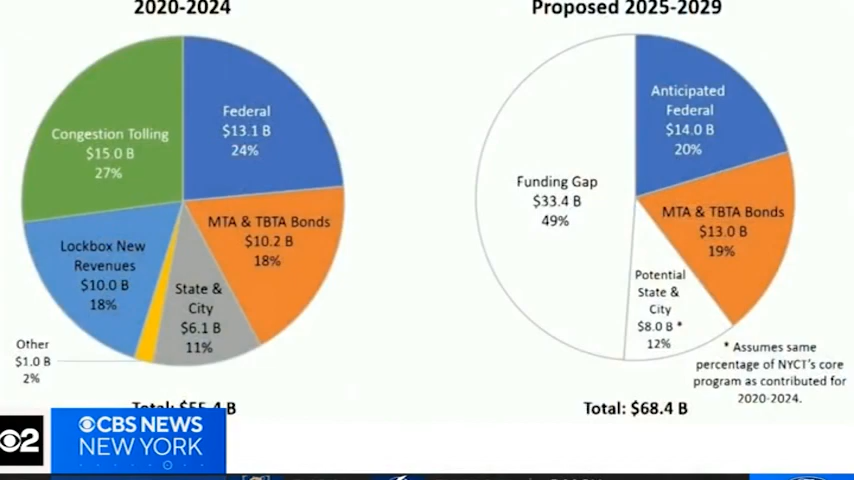 2020-2024
Proposed 2025-2029
Congestion Tolling
$15.0 B
27%
Federal
$13.1 B
24%
MTA & TBTA Bonds
$10.2 B
18%
State &
City
$6.1 B
11%
Lockbox New
Revenues
$10.0 B
18%
Other
$1.0 B
2%
Total: $55.4 B
Funding Gap
$33.4 B
49%
Anticipated
Federal
$14.0 B
20%
MTA & TBTA Bonds
$13.0 B
19%
Potential
State &
City
$8.0 B *
12%
* Assumes same
percentage of NYCT's core
program as contributed for
2020-2024.
Total: $68.4 B
2
CBS NEWS
NEW YORK